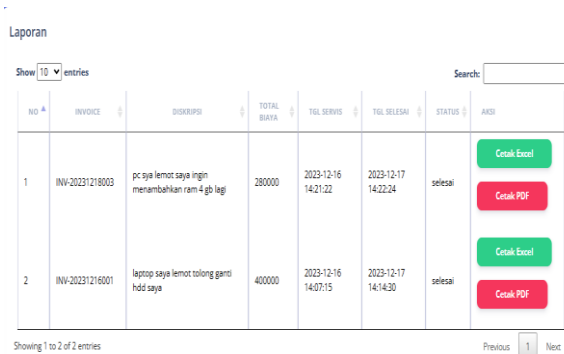 Laporan
Show 10 entries
Search:
NO INVOICE DISKRIPSI TOTAL BIAYA TGL SERVIS TGL SELESAI STATUS AKSI
1 INV-20231218003 pc sya lemot saya ingin menambahkan ram 4 gb lagi 280000 2023-12-16 14:21:22 2023-12-17 14:22:24 selesai Cetak Excel
Cetak PDF
2 INV-20231216001 laptop saya lemot tolong ganti hdd saya 400000 2023-12-16 14:07:15 2023-12-17 14:14:30 selesai Cetak Excel
Cetak PDF
Showing 1 to 2 of 2 entries
Previous 1 Next